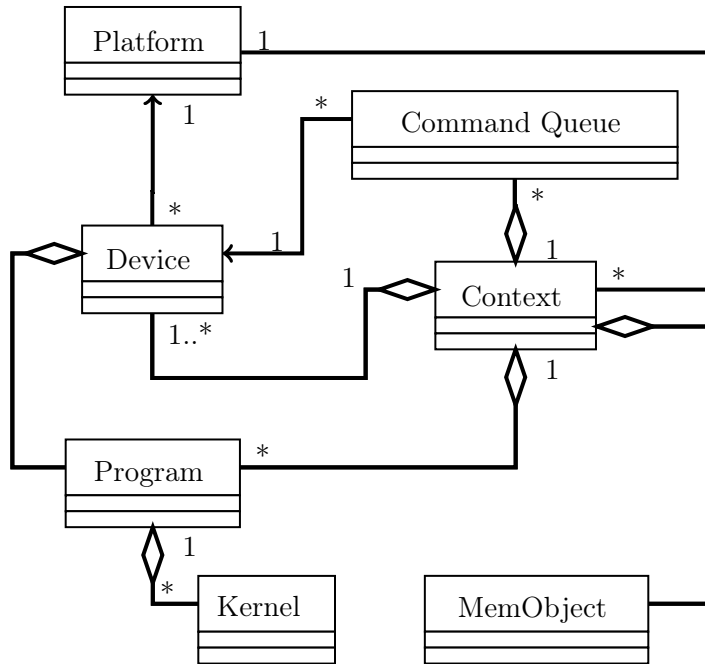 Platform
1
1
*
Command Queue
*
1
*
Device
1
1..*
1
*
Context
1
*
Program
*
1
*
Kernel
MemObject